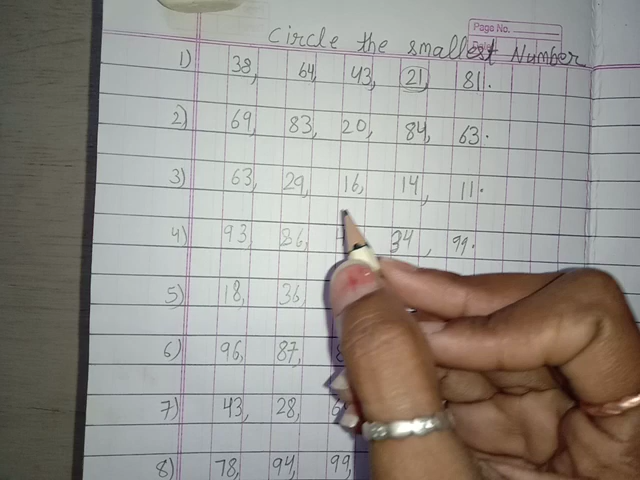 Page No.
Circle the smallest Number
1) 38, 64, 43, 21, 81.
2) 69, 83, 20, 84, 63.
3) 63, 29, 16, 14, 11.
4) 93, 86, 34, 99.
5) 18, 36,
6) 96, 87,
7) 43, 28,
8) 78, 94, 99,